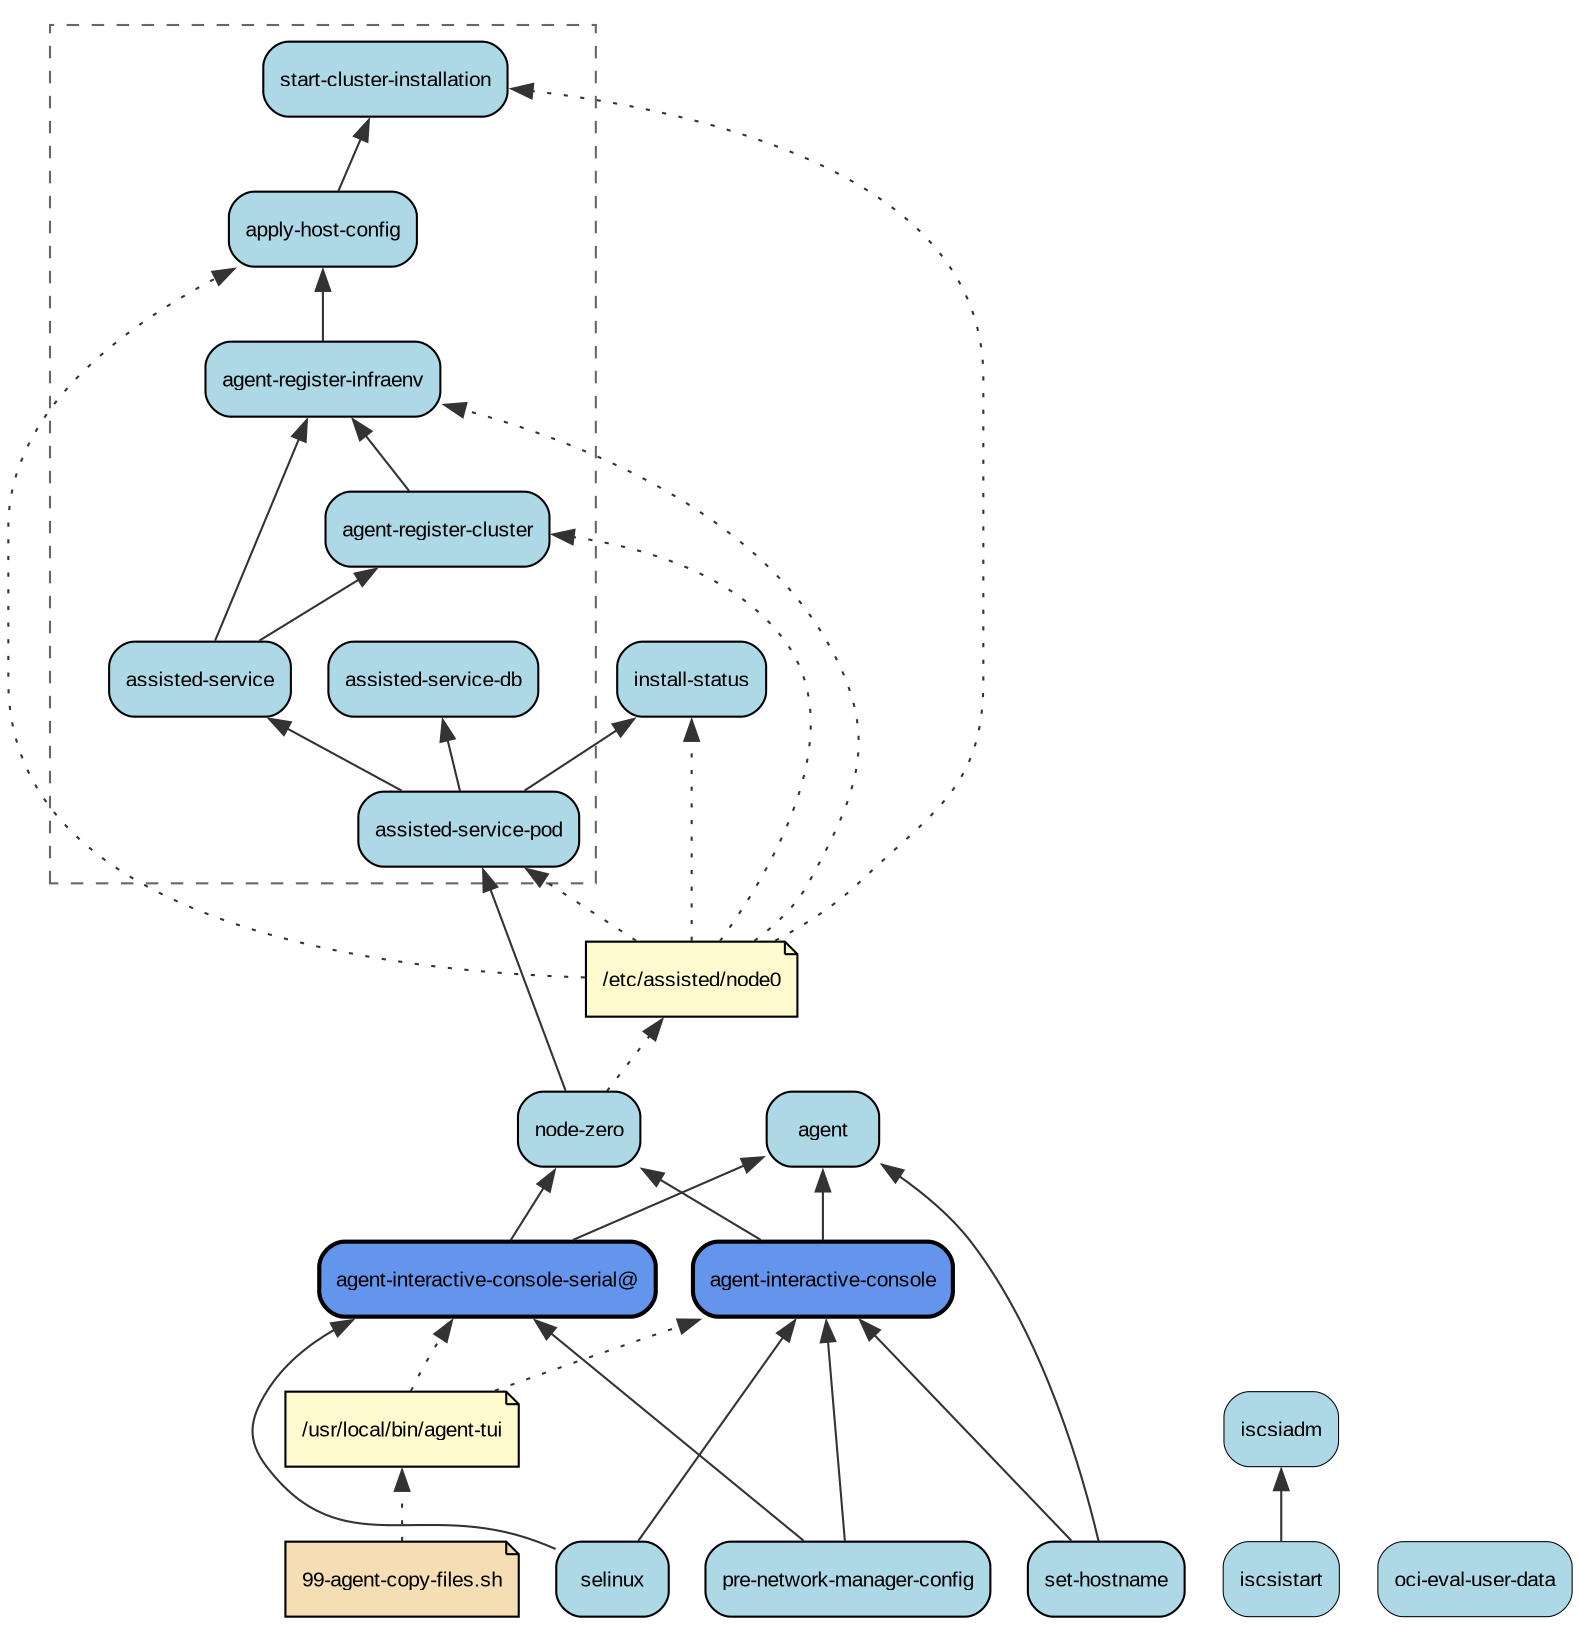 start-cluster-installation
apply-host-config
agent-register-infraenv
agent-register-cluster
assisted-service
assisted-service-db
install-status
assisted-service-pod
/etc/assisted/node0
node-zero
agent
agent-interactive-console-serial@
agent-interactive-console
/usr/local/bin/agent-tui
iscsiadm
99-agent-copy-files.sh
selinux
pre-network-manager-config
set-hostname
iscsistart
oci-eval-user-data